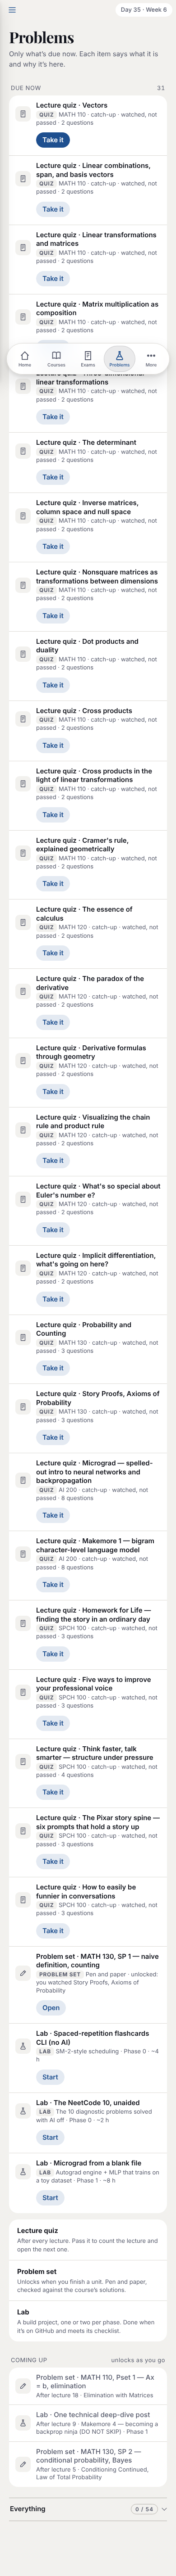 Day 35 · Week 6
Problems
Only what's due now. Each item says what it is
and why it's here.
DUE NOW
31
Lecture quiz · Vectors
QUIZ MATH 110 · catch-up · watched, not
passed · 2 questions
Take it
Lecture quiz · Linear combinations,
span, and basis vectors
QUIZ MATH 110 · catch-up · watched, not
passed · 2 questions
Take it
Lecture quiz · Linear transformations
and matrices
QUIZ MATH 110 · catch-up · watched, not
passed · 2 questions
Take it
Lecture quiz · Matrix multiplication as
composition
QUIZ MATH 110 · catch-up · watched, not
passed · 2 questions
Home
Courses
Exams
Problems
More
linear transformations
QUIZ MATH 110 · catch-up · watched, not
passed · 2 questions
Take it
Lecture quiz · The determinant
QUIZ MATH 110 · catch-up · watched, not
passed · 2 questions
Take it
Lecture quiz · Inverse matrices,
column space and null space
QUIZ MATH 110 · catch-up · watched, not
passed · 2 questions
Take it
Lecture quiz · Nonsquare matrices as
transformations between dimensions
QUIZ MATH 110 · catch-up · watched, not
passed · 2 questions
Take it
Lecture quiz · Dot products and
duality
QUIZ MATH 110 · catch-up · watched, not
passed · 2 questions
Take it
Lecture quiz · Cross products
QUIZ MATH 110 · catch-up · watched, not
passed · 2 questions
Take it
Lecture quiz · Cross products in the
light of linear transformations
QUIZ MATH 110 · catch-up · watched, not
passed · 2 questions
Take it
Lecture quiz · Cramer's rule,
explained geometrically
QUIZ MATH 110 · catch-up · watched, not
passed · 2 questions
Take it
Lecture quiz · The essence of
calculus
QUIZ MATH 120 · catch-up · watched, not
passed · 2 questions
Take it
Lecture quiz · The paradox of the
derivative
QUIZ MATH 120 · catch-up · watched, not
passed · 2 questions
Take it
Lecture quiz · Derivative formulas
through geometry
QUIZ MATH 120 · catch-up · watched, not
passed · 2 questions
Take it
Lecture quiz · Visualizing the chain
rule and product rule
QUIZ MATH 120 · catch-up · watched, not
passed · 2 questions
Take it
Lecture quiz · What's so special about
Euler's number e?
QUIZ MATH 120 · catch-up · watched, not
passed · 2 questions
Take it
Lecture quiz · Implicit differentiation,
what's going on here?
QUIZ MATH 120 · catch-up · watched, not
passed · 2 questions
Take it
Lecture quiz · Probability and
Counting
QUIZ MATH 130 · catch-up · watched, not
passed · 3 questions
Take it
Lecture quiz · Story Proofs, Axioms of
Probability
QUIZ MATH 130 · catch-up · watched, not
passed · 3 questions
Take it
Lecture quiz · Micrograd — spelled-
out intro to neural networks and
backpropagation
QUIZ AI 200 · catch-up · watched, not
passed · 8 questions
Take it
Lecture quiz · Makemore 1 — bigram
character-level language model
QUIZ AI 200 · catch-up · watched, not
passed · 8 questions
Take it
Lecture quiz · Homework for Life —
finding the story in an ordinary day
QUIZ SPCH 100 · catch-up · watched, not
passed · 3 questions
Take it
Lecture quiz · Five ways to improve
your professional voice
QUIZ SPCH 100 · catch-up · watched, not
passed · 3 questions
Take it
Lecture quiz · Think faster, talk
smarter — structure under pressure
QUIZ SPCH 100 · catch-up · watched, not
passed · 4 questions
Take it
Lecture quiz · The Pixar story spine —
six prompts that hold a story up
QUIZ SPCH 100 · catch-up · watched, not
passed · 3 questions
Take it
Lecture quiz · How to easily be
funnier in conversations
QUIZ SPCH 100 · catch-up · watched, not
passed · 3 questions
Take it
Problem set · MATH 130, SP 1 — naive
definition, counting
PROBLEM SET Pen and paper · unlocked:
you watched Story Proofs, Axioms of
Probability
Open
Lab · Spaced-repetition flashcards
CLI (no AI)
LAB SM-2-style scheduling · Phase 0 · ~4
h
Start
Lab · The NeetCode 10, unaided
LAB The 10 diagnostic problems solved
with AI off · Phase 0 · ~2 h
Start
Lab · Micrograd from a blank file
LAB Autograd engine + MLP that trains on
a toy dataset · Phase 1 · ~8 h
Start
Lecture quiz
After every lecture. Pass it to count the lecture and
open the next one.
Problem set
Unlocks when you finish a unit. Pen and paper,
checked against the course's solutions.
Lab
A build project, one or two per phase. Done when
it's on GitHub and meets its checklist.
COMING UP
unlocks as you go
Problem set · MATH 110, Pset 1 — Ax
= b, elimination
After lecture 18 · Elimination with Matrices
Lab · One technical deep-dive post
After lecture 9 · Makemore 4 — becoming a
backprop ninja (DO NOT SKIP) · Phase 1
Problem set · MATH 130, SP 2 —
conditional probability, Bayes
After lecture 5 · Conditioning Continued,
Law of Total Probability
Everything
0 / 54